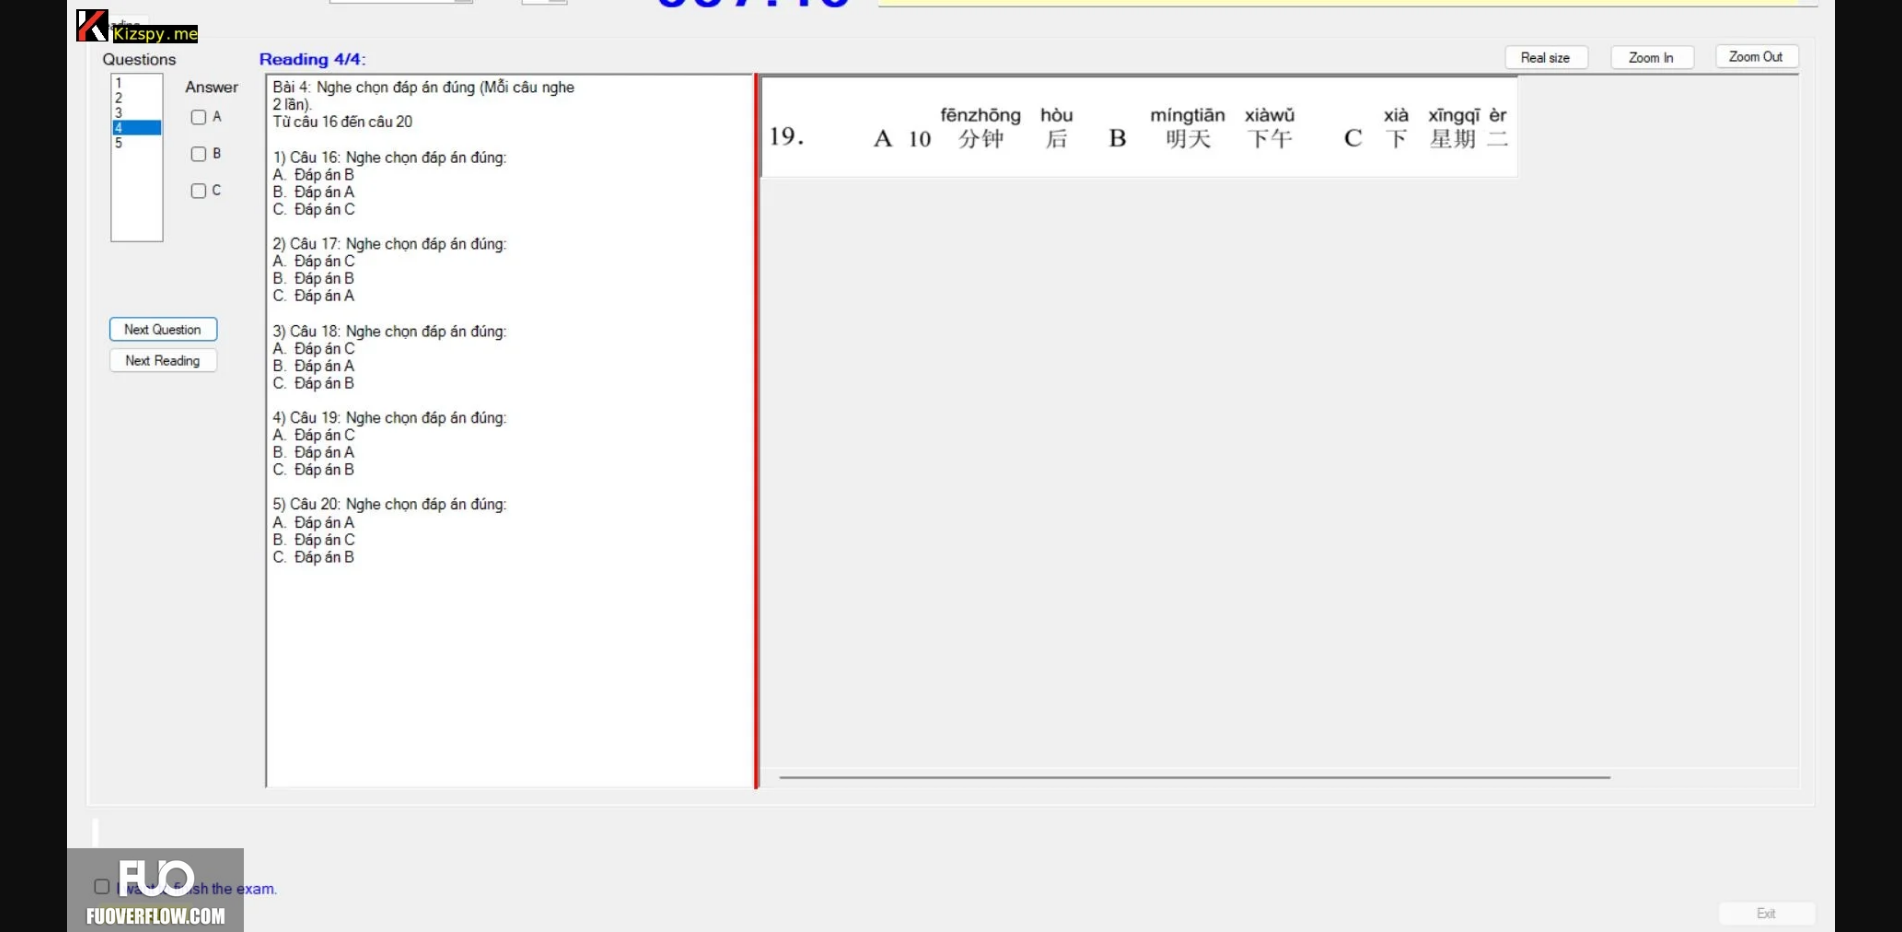 Kizspy.me
Questions
Reading 4/4:
Real size
Zoom In
Zoom Out
1
2
3
4
5
Answer
A
B
C
Next Question
Next Reading
Bài 4: Nghe chọn đáp án đúng (Mỗi câu nghe
2 lần).
Từ câu 16 đến câu 20
1) Câu 16: Nghe chọn đáp án đúng:
A. Đáp án B
B. Đáp án A
C. Đáp án C
2) Câu 17: Nghe chọn đáp án đúng:
A. Đáp án C
B. Đáp án B
C. Đáp án A
3) Câu 18: Nghe chọn đáp án đúng:
A. Đáp án C
B. Đáp án A
C. Đáp án B
4) Câu 19: Nghe chọn đáp án đúng:
A. Đáp án C
B. Đáp án A
C. Đáp án B
5) Câu 20: Nghe chọn đáp án đúng:
A. Đáp án A
B. Đáp án C
C. Đáp án B
fēnzhōng hòu míngtiān xiàwǔ xià xīngqī èr
19. A 10 分钟 后 B 明天 下午 C 下 星期 二
FUO
the exam.
FUOVERFLOW.COM
Exit